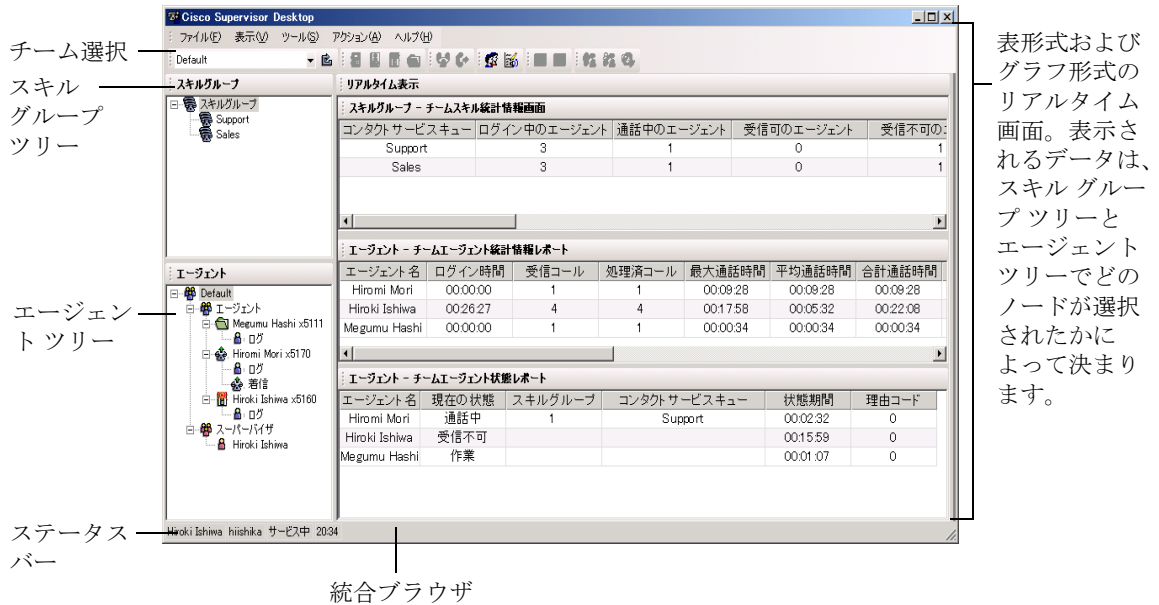 Cisco Supervisor Desktop
ファイル(F) 表示(V) ツール(S) アクション(A) ヘルプ(H)
チーム選択
Default
スキル
グループ
ツリー
スキルグループ
スキルグループ
Support
Sales
リアルタイム表示
スキルグループ - チームスキル統計情報画面
コンタクト サービスキュー ログイン中のエージェント 通話中のエージェント 受信可のエージェント 受信不可の
Support 3 1 0 1
Sales 3 1 0 1
エージェント - チームエージェント統計情報レポート
エージェント名 ログイン時間 受信コール 処理済コール 最大通話時間 平均通話時間 合計通話時間
Hiromi Mori 00:00:00 1 1 00:09:28 00:09:28 00:09:28
Hiroki Ishiwa 00:26:27 4 4 00:17:58 00:05:32 00:22:08
Megumu Hashi 00:00:00 1 1 00:00:34 00:00:34 00:00:34
エージェント - チームエージェント状態レポート
エージェント名 現在の状態 スキルグループ コンタクト サービスキュー 状態期間 理由コード
Hiromi Mori 通話中 1 Support 00:02:32 0
Hiroki Ishiwa 受信不可 00:15:59 0
Megumu Hashi 作業 00:01:07 0
エージェン
ト ツリー
エージェント
Default
エージェント
Megumu Hashi x5111
ログ
Hiromi Mori x5170
ログ
着信
Hiroki Ishiwa x5160
ログ
スーパーバイザ
Hiroki Ishiwa
ステータス
バー
Hiroki Ishiwa hiishika サービス中 20:34
統合ブラウザ
表形式および
グラフ形式の
リアルタイム
画面。表示さ
れるデータは、
スキル グルー
プ ツリーと
エージェント
ツリーでどの
ノードが選択
されたかに
よって決まり
ます。